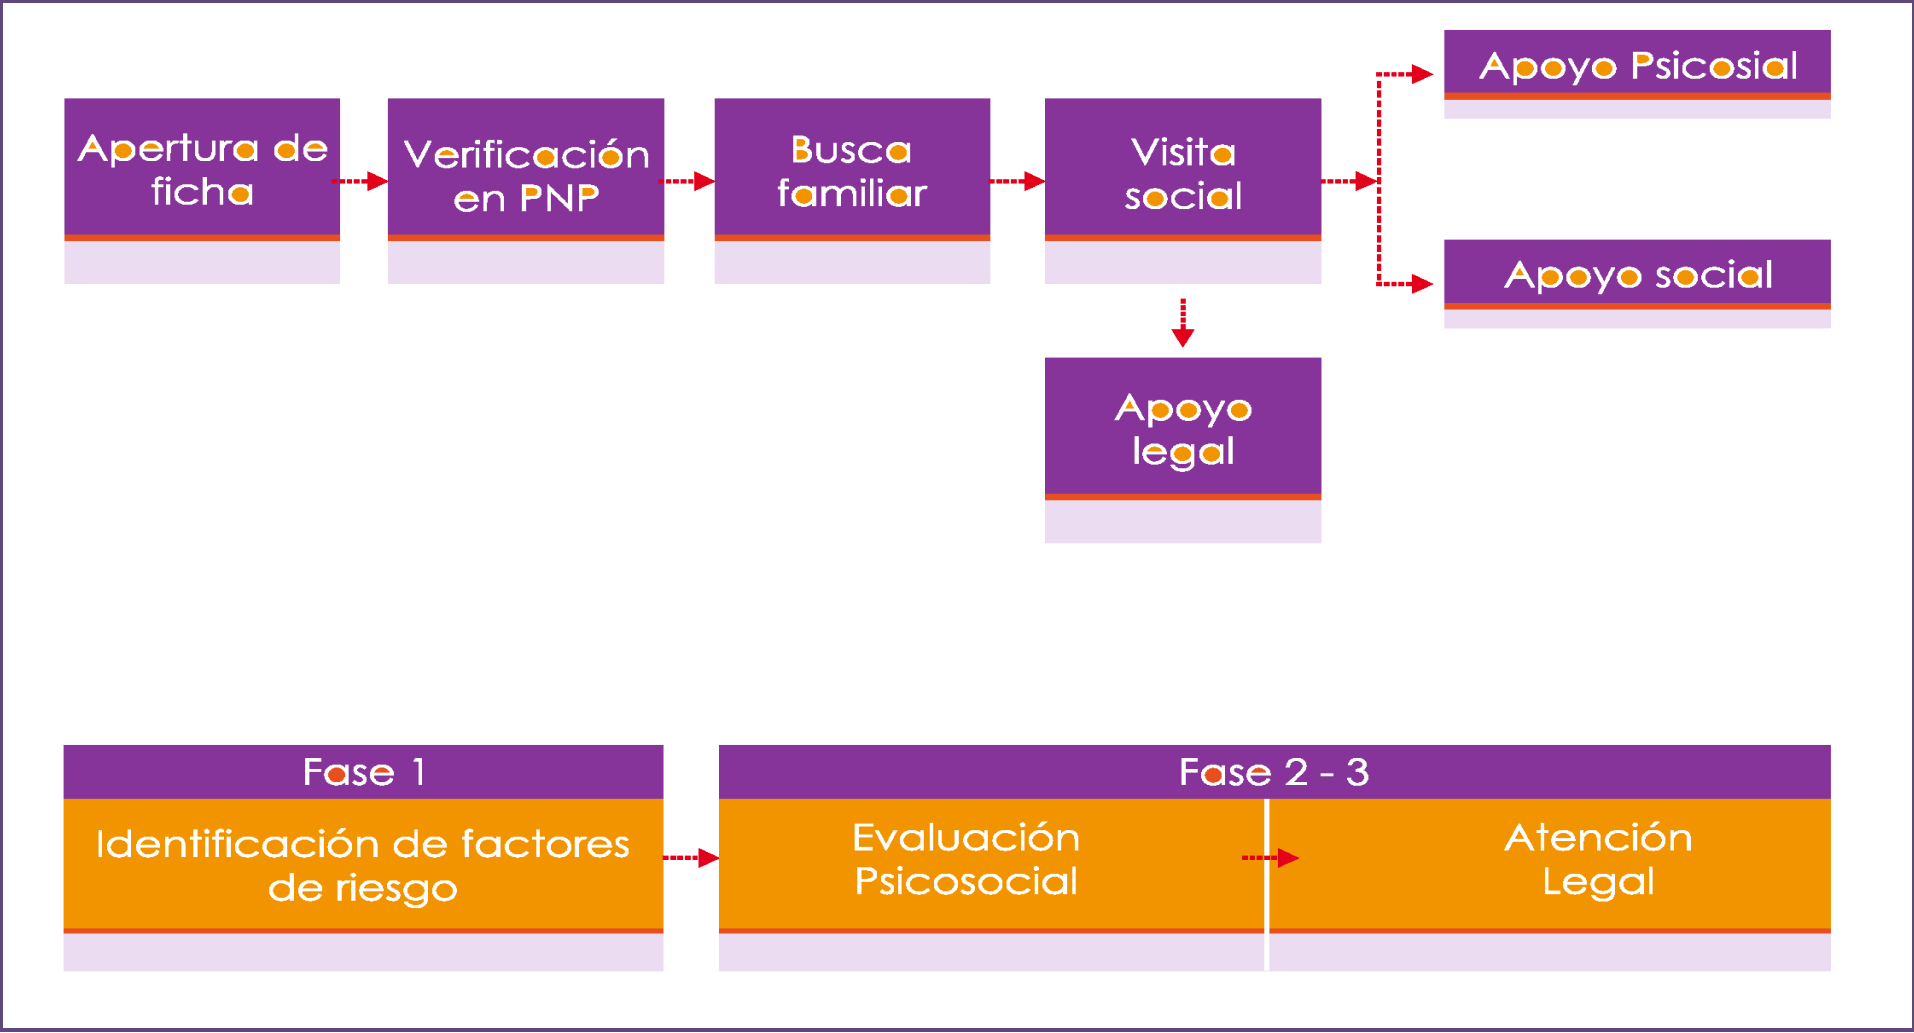 Apertura de
ficha
Verificación
en PNP
Busca
familiar
Visita
social
Apoyo Psicosial
Apoyo social
Apoyo
legal
Fase 1
Identificación de factores
de riesgo
Fase 2 - 3
Evaluación
Psicosocial
Atención
Legal